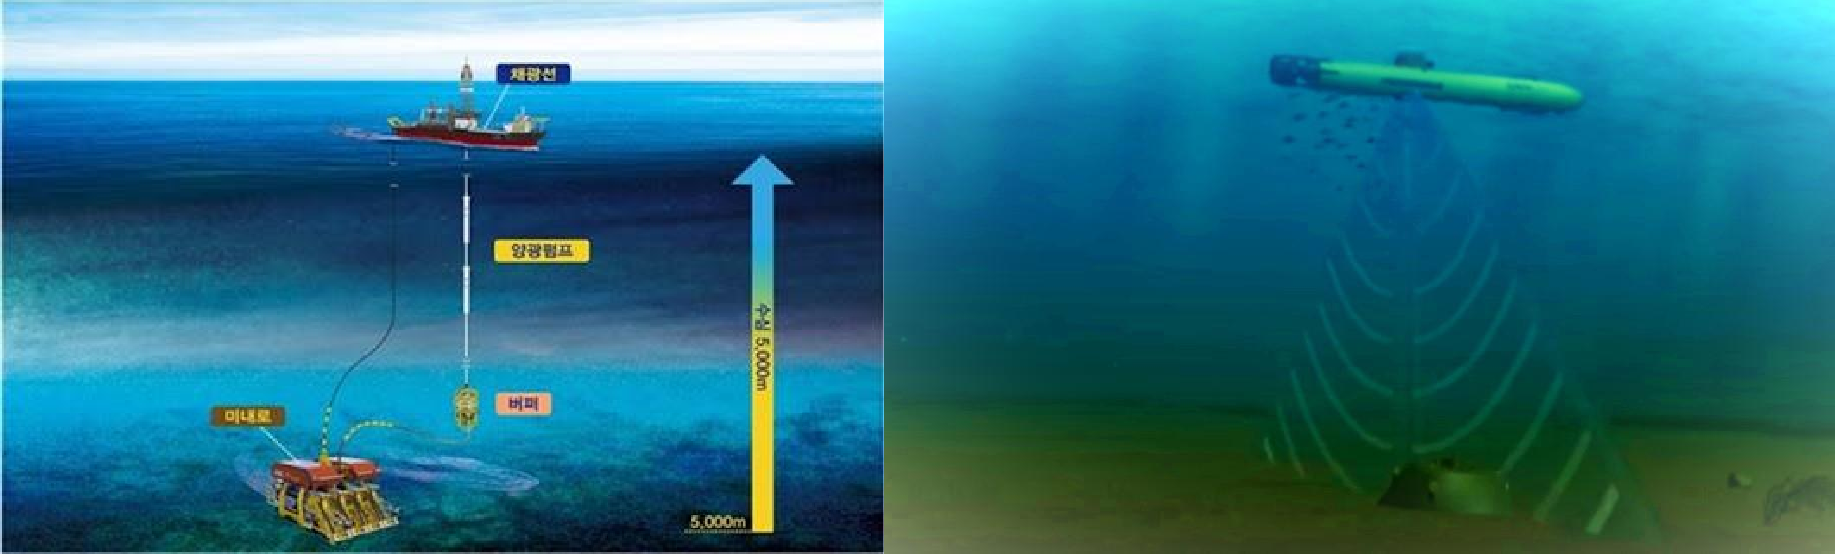 채광선
양광펌프
수심 5,000m
버퍼
미내로
5,000m